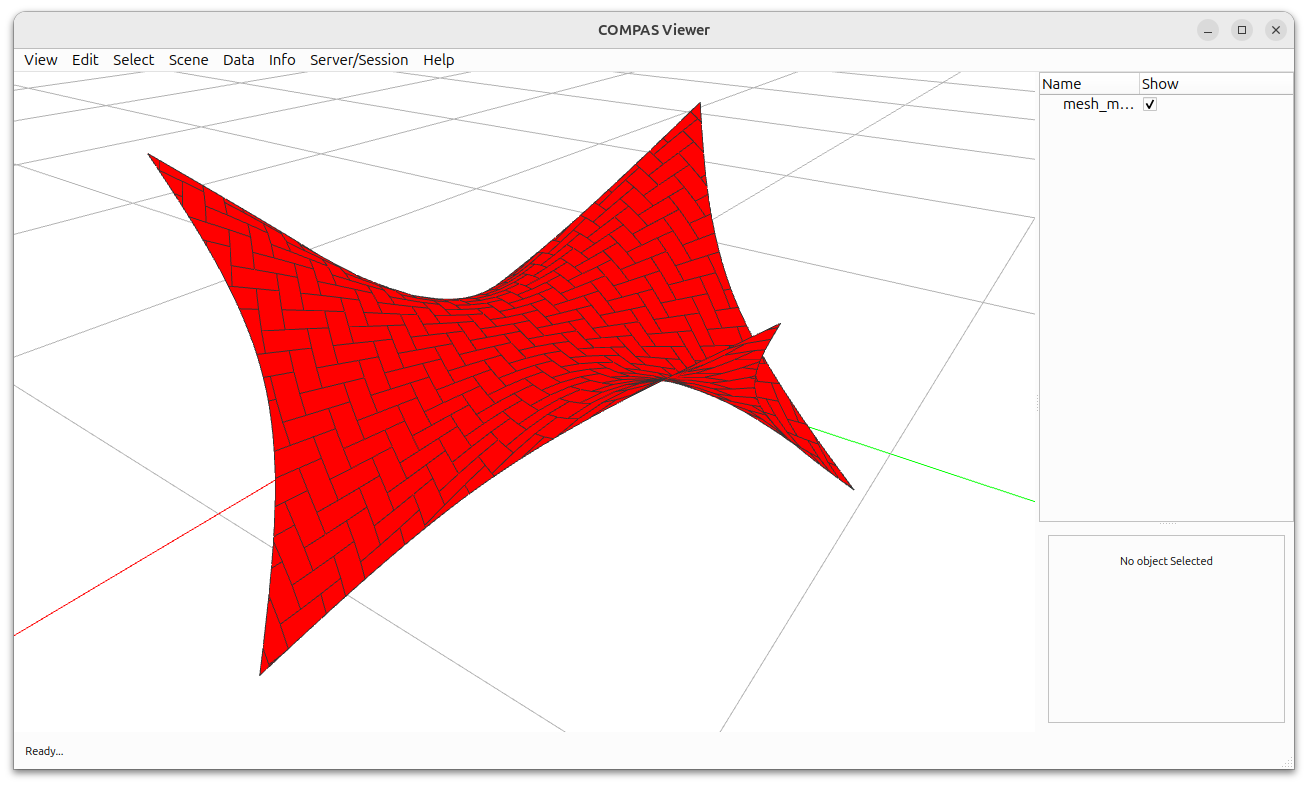 COMPAS Viewer
View Edit Select Scene Data Info Server/Session Help
Name Show
mesh_m...
No object Selected
Ready...